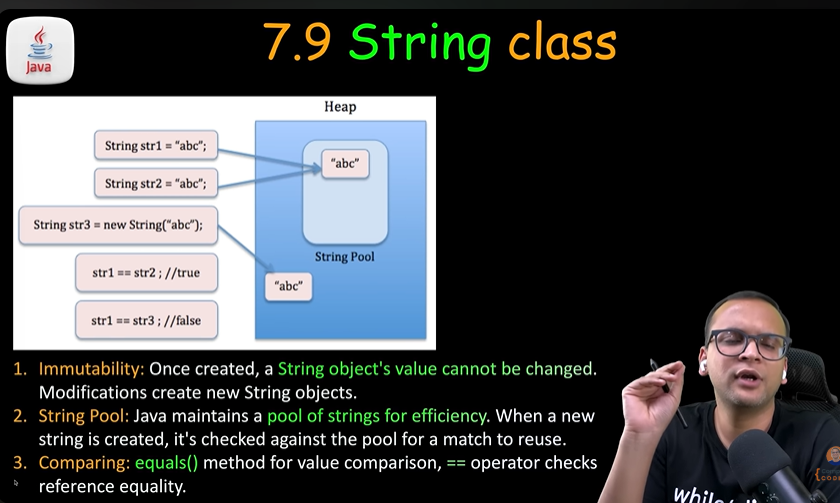 Java
7.9 String class
Heap
String str1 = "abc";
"abc"
String str2 = "abc";
String str3 = new String("abc");
String Pool
str1 == str2 ; //true
"abc"
str1 == str3 ; //false
1. Immutability: Once created, a String object's value cannot be changed.
Modifications create new String objects.
2. String Pool: Java maintains a pool of strings for efficiency. When a new
string is created, it's checked against the pool for a match to reuse.
3. Comparing: equals() method for value comparison, == operator checks
reference equality.